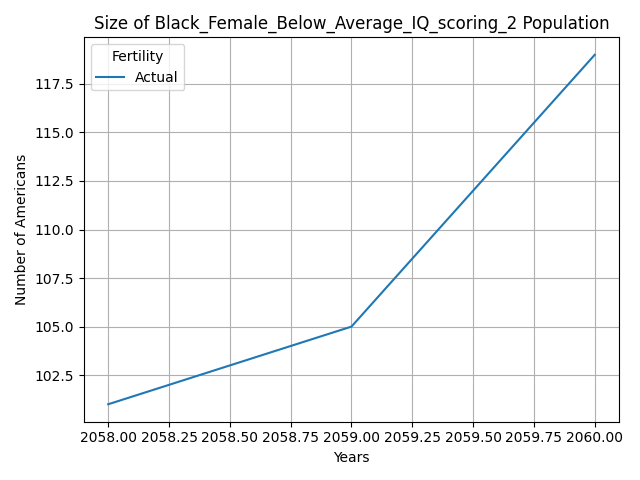 Size of Black_Female_Below_Average_IQ_scoring_2 Population
Fertility
Actual
117.5
115.0
112.5
110.0
107.5
105.0
102.5
Number of Americans
2058.00 2058.25 2058.50 2058.75 2059.00 2059.25 2059.50 2059.75 2060.00
Years